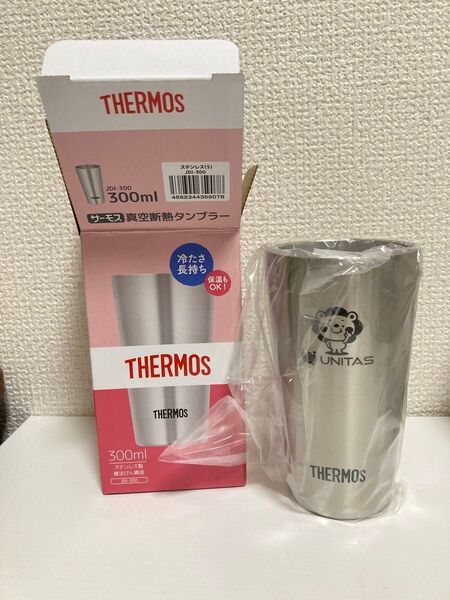 THERMOS
JDI-300
300ml
ステンレス(S)
JDI-300
4562344359078
サーモス 真空断熱タンブラー
冷たさ
長持ち
保温も
OK!
THERMOS
THERMOS
300ml
ステンレス製
魔法びん構造
JDI-300
UNITAS
THERMOS